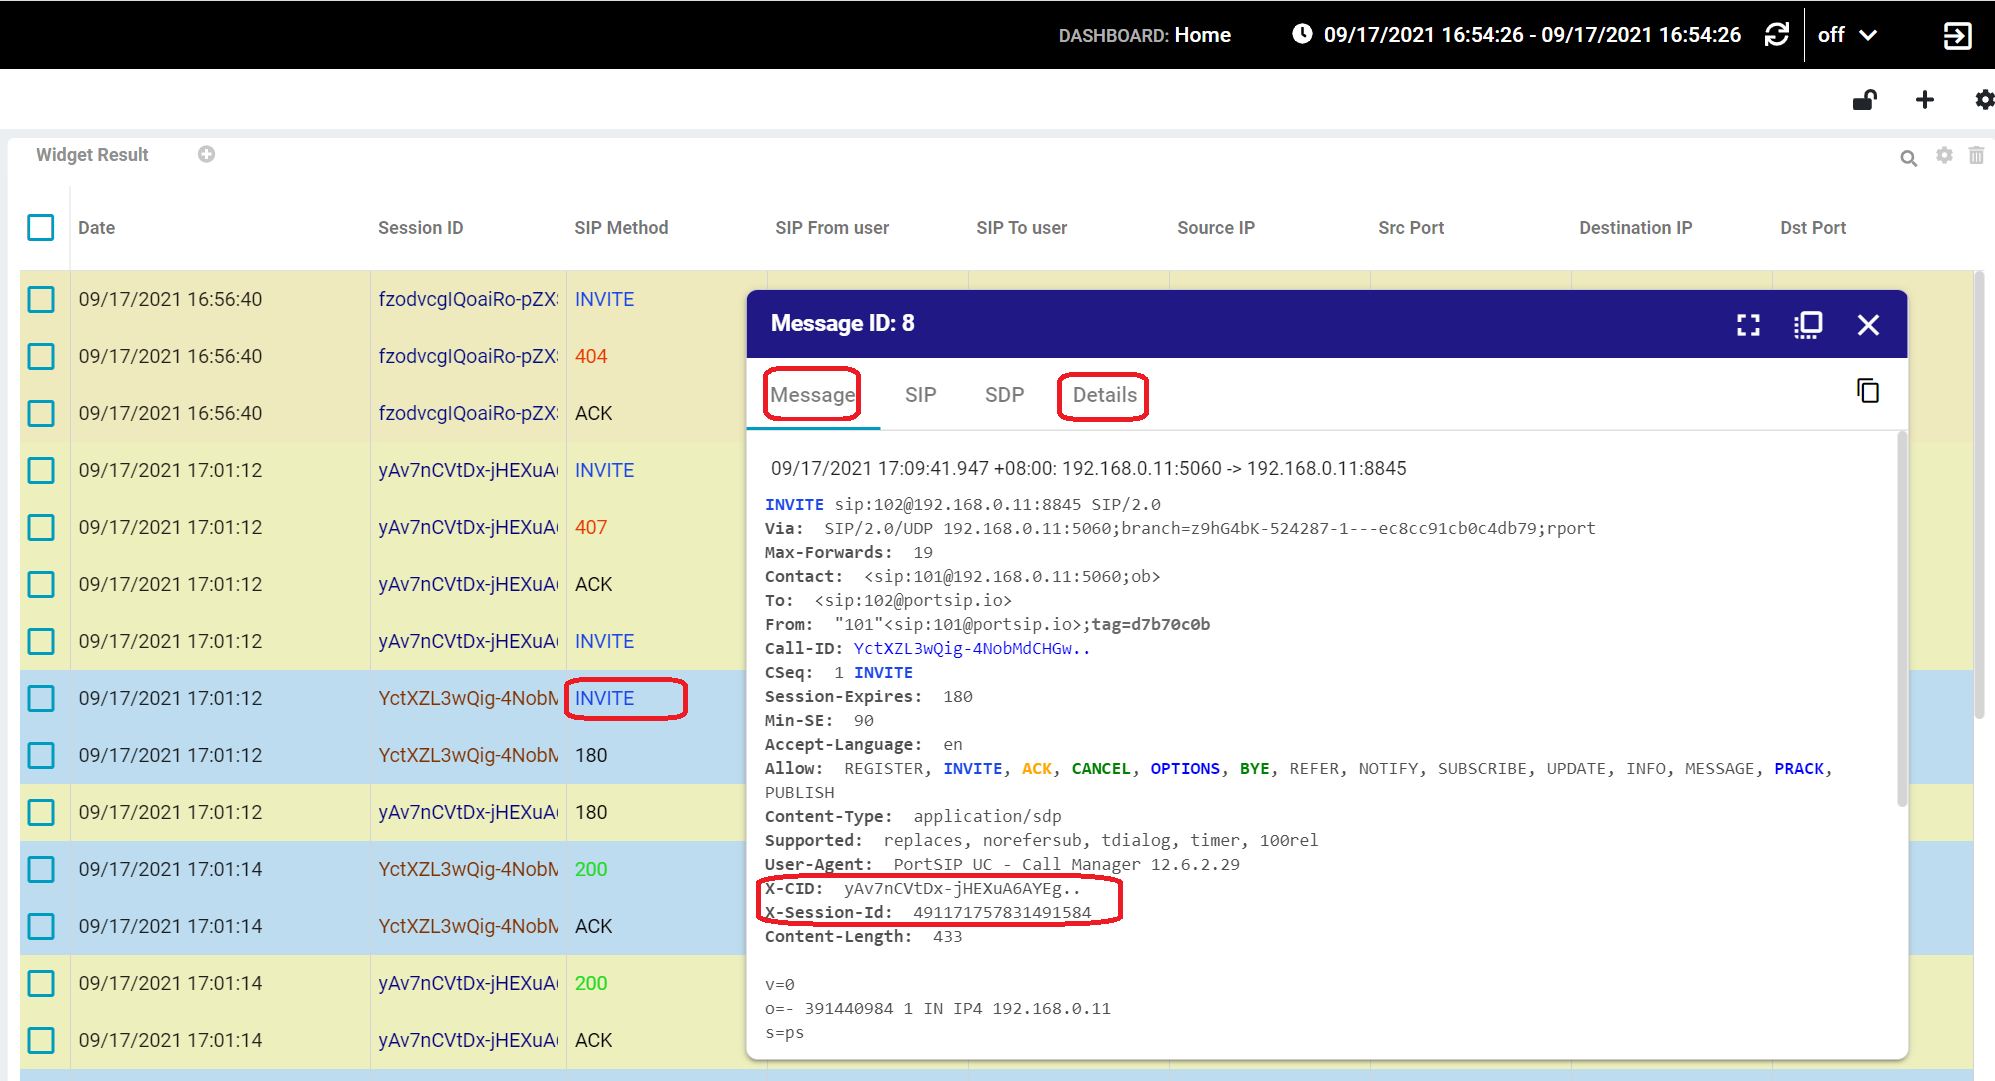 DASHBOARD: Home 09/17/2021 16:54:26 - 09/17/2021 16:54:26 off
Widget Result
Date Session ID SIP Method SIP From user SIP To user Source IP Src Port Destination IP Dst Port
09/17/2021 16:56:40 fzodvcgIQoaiRo-pZX INVITE
09/17/2021 16:56:40 fzodvcgIQoaiRo-pZX 404
09/17/2021 16:56:40 fzodvcgIQoaiRo-pZX ACK
09/17/2021 17:01:12 yAv7nCVtDx-jHEXuA INVITE
09/17/2021 17:01:12 yAv7nCVtDx-jHEXuA 407
09/17/2021 17:01:12 yAv7nCVtDx-jHEXuA ACK
09/17/2021 17:01:12 yAv7nCVtDx-jHEXuA INVITE
09/17/2021 17:01:12 YctXZL3wQig-4NobM INVITE
09/17/2021 17:01:12 YctXZL3wQig-4NobM 180
09/17/2021 17:01:12 yAv7nCVtDx-jHEXuA 180
09/17/2021 17:01:14 YctXZL3wQig-4NobM 200
09/17/2021 17:01:14 YctXZL3wQig-4NobM ACK
09/17/2021 17:01:14 yAv7nCVtDx-jHEXuA 200
09/17/2021 17:01:14 yAv7nCVtDx-jHEXuA ACK
Message ID: 8
Message SIP SDP Details
09/17/2021 17:09:41.947 +08:00: 192.168.0.11:5060 -> 192.168.0.11:8845
INVITE sip:102@192.168.0.11:8845 SIP/2.0
Via: SIP/2.0/UDP 192.168.0.11:5060;branch=z9hG4bK-524287-1---ec8cc91cb0c4db79;rport
Max-Forwards: 19
Contact: <sip:101@192.168.0.11:5060;ob>
To: <sip:102@portsip.io>
From: "101"<sip:101@portsip.io>;tag=d7b70c0b
Call-ID: YctXZL3wQig-4NobMdCHGw..
CSeq: 1 INVITE
Session-Expires: 180
Min-SE: 90
Accept-Language: en
Allow: REGISTER, INVITE, ACK, CANCEL, OPTIONS, BYE, REFER, NOTIFY, SUBSCRIBE, UPDATE, INFO, MESSAGE, PRACK,
PUBLISH
Content-Type: application/sdp
Supported: replaces, norefersub, tdialog, timer, 100rel
User-Agent: PortSIP UC - Call Manager 12.6.2.29
X-CID: yAv7nCVtDx-jHEXuA6AYEg..
X-Session-Id: 491171757831491584
Content-Length: 433
v=0
o=- 391440984 1 IN IP4 192.168.0.11
s=ps